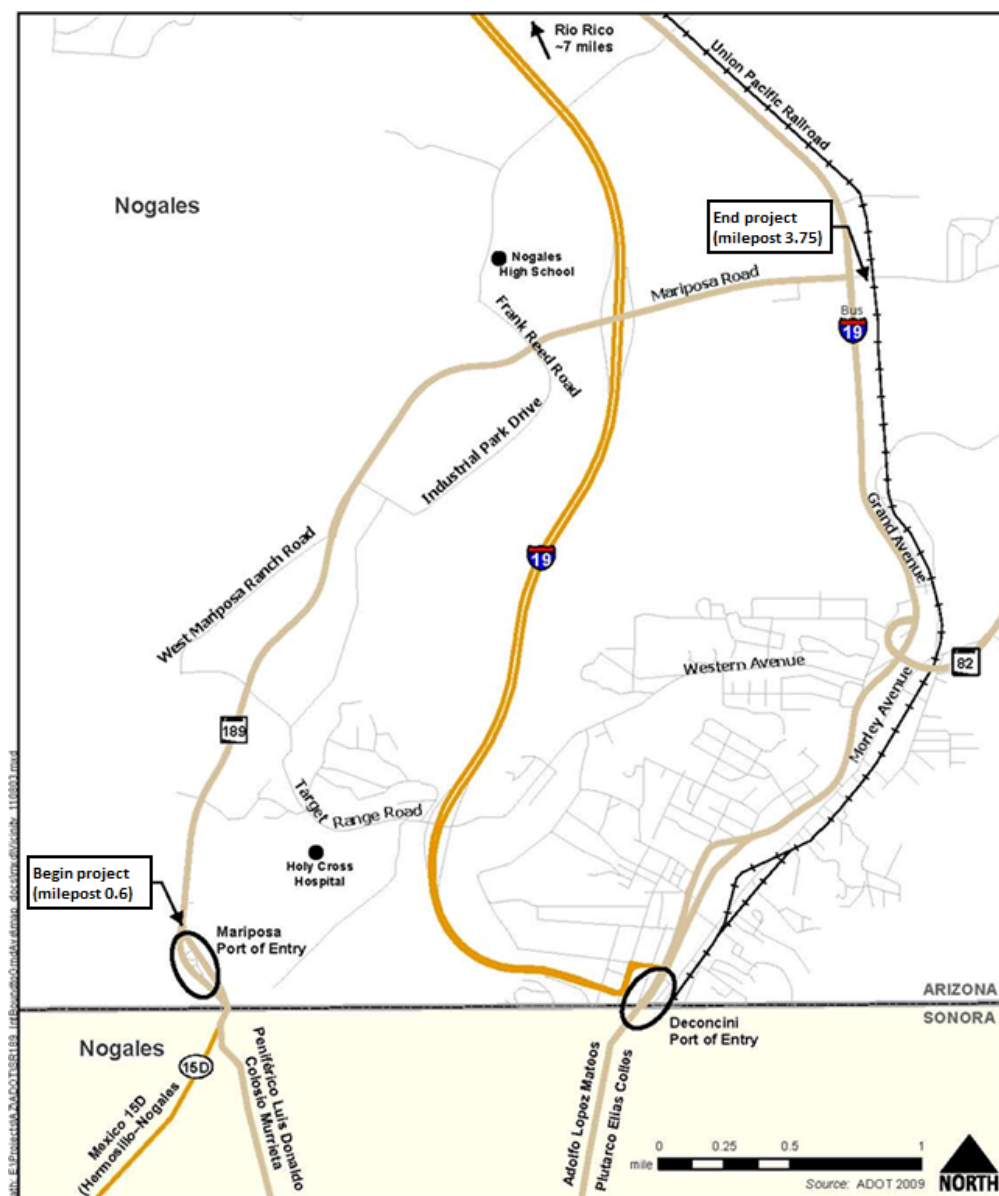 Rio Rico
~7 miles
Union Pacific Railroad
Nogales
End project
(milepost 3.75)
Nogales
High School
Mariposa Road
Bus
19
Frank Reed Road
Industrial Park Drive
Grand Avenue
19
West Mariposa Ranch Road
Western Avenue
82
Morley Avenue
189
Target Range Road
Holy Cross
Hospital
Begin project
(milepost 0.6)
Mariposa
Port of Entry
ARIZONA
SONORA
Deconcini
Port of Entry
Nogales
15D
Mexico 15D
(Hermosillo–Nogales
Periférico Luis Donaldo
Colosio Murrieta
Adolfo Lopez Mateos
Plutarco Elias Colles
0 0.25 0.5 1
mile
Source: ADOT 2009
NORTH